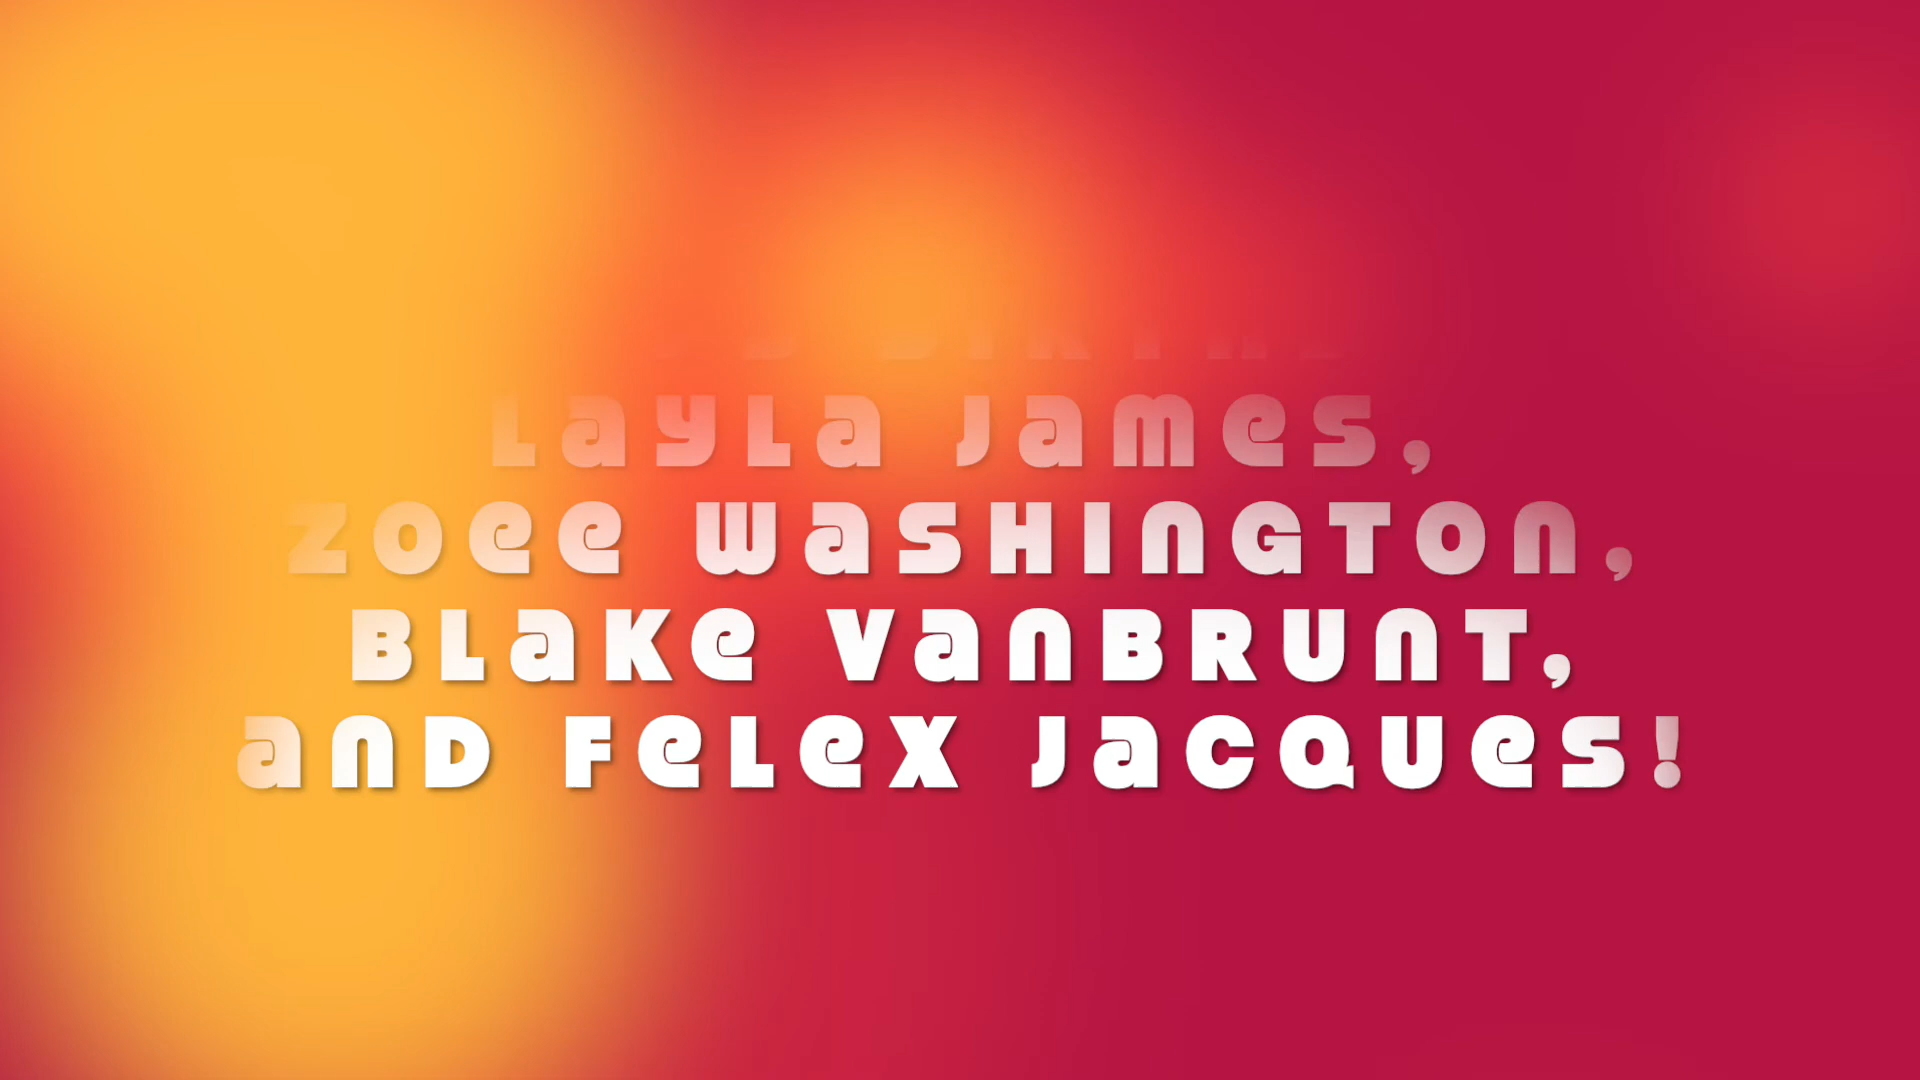 Layla James,
Zoee Washington,
Blake VanBrunt,
and Felex Jacques!